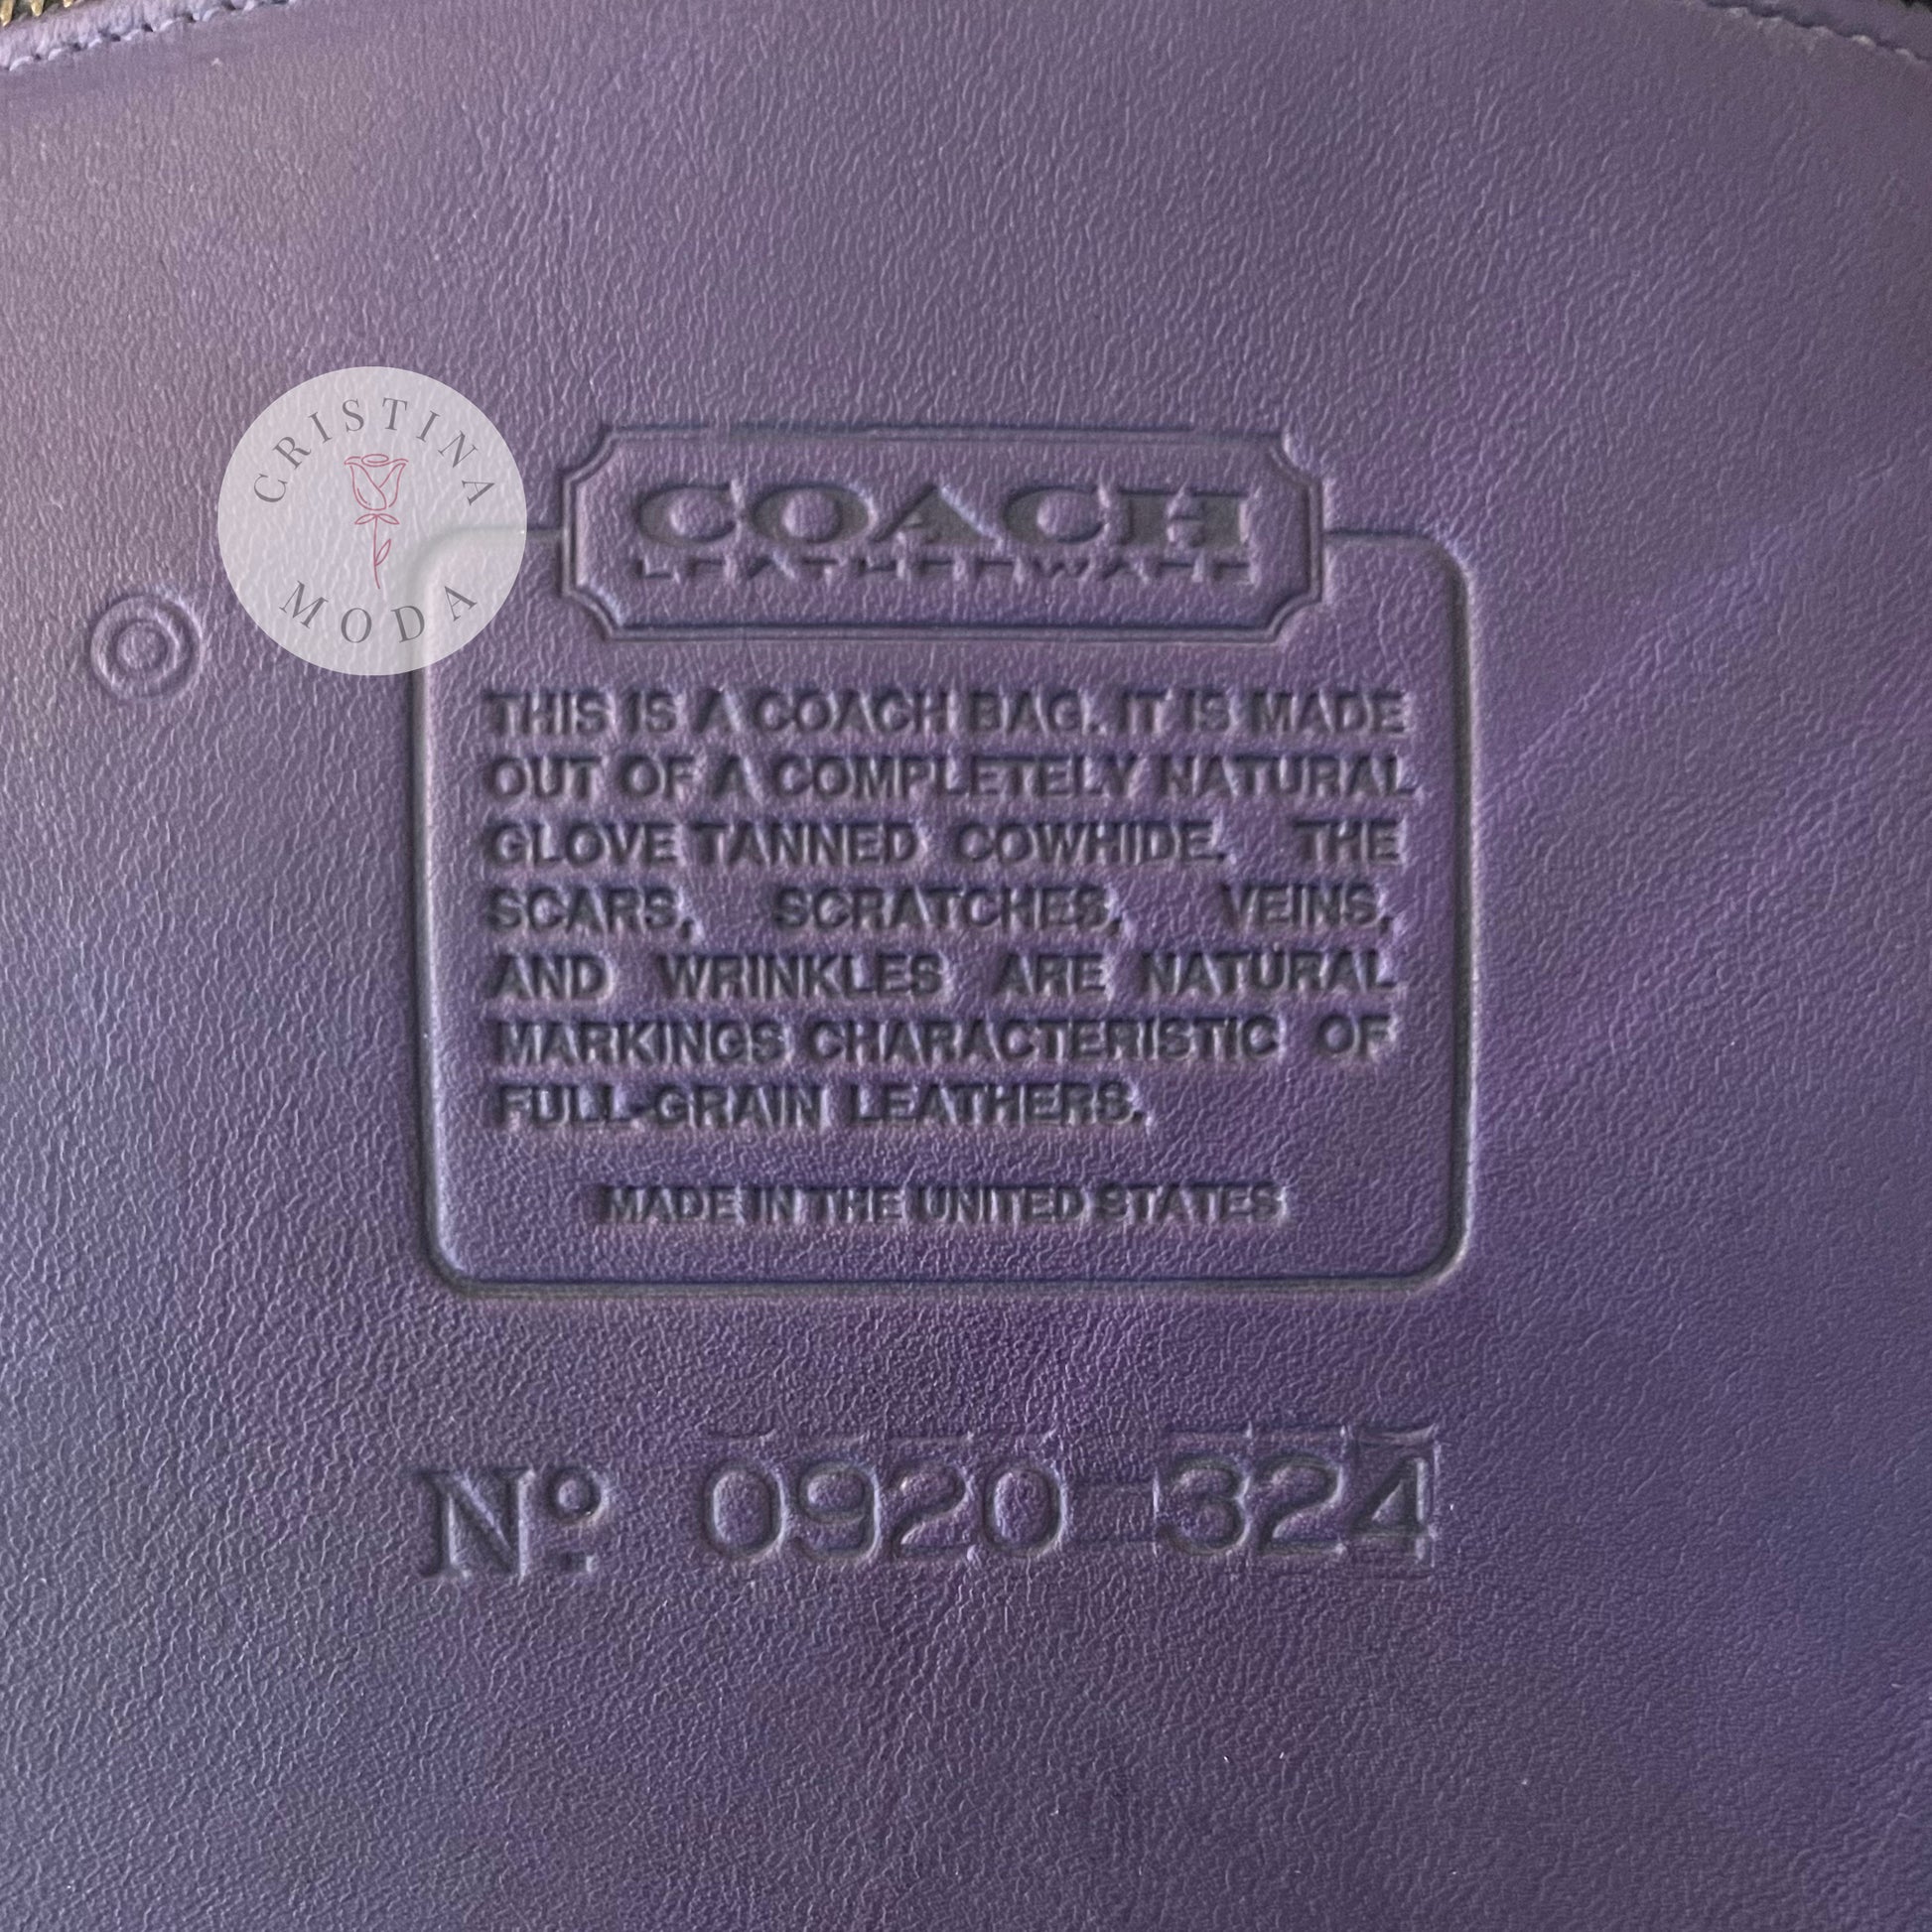 CRISTINA
MODA
COACH
LEATHERWARE
THIS IS A COACH BAG. IT IS MADE
OUT OF A COMPLETELY NATURAL
GLOVE TANNED COWHIDE. THE
SCARS, SCRATCHES, VEINS,
AND WRINKLES ARE NATURAL
MARKINGS CHARACTERISTIC OF
FULL-GRAIN LEATHERS.
MADE IN THE UNITED STATES
Nº 0920-324